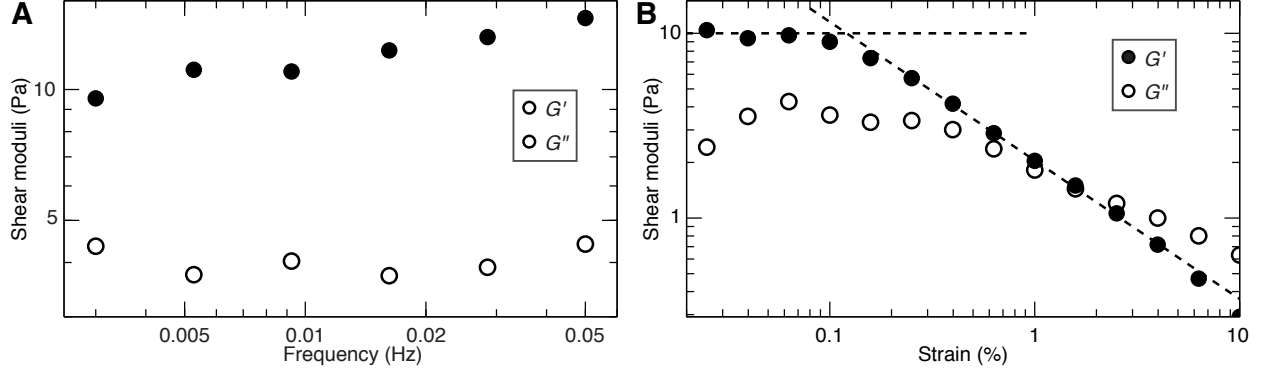 A
Shear moduli (Pa)
10
5
G'
G"
0.005
0.01
0.02
0.05
Frequency (Hz)
B
Shear moduli (Pa)
10
1
G'
G"
0.1
1
10
Strain (%)